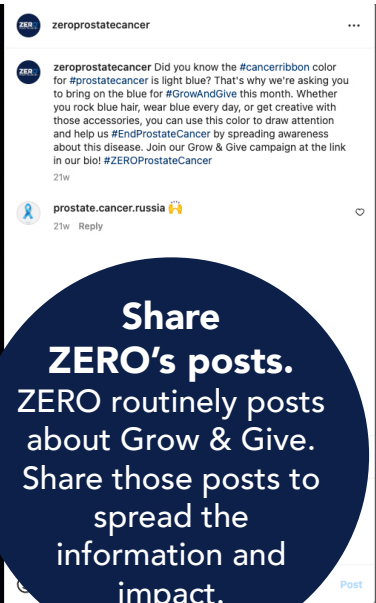 ZERO
zeroprostatecancer
...
ZERO
zeroprostatecancer Did you know the #cancerribbon color
for #prostatecancer is light blue? That's why we're asking you
to bring on the blue for #GrowAndGive this month. Whether
you rock blue hair, wear blue every day, or get creative with
those accessories, you can use this color to draw attention
and help us #EndProstateCancer by spreading awareness
about this disease. Join our Grow & Give campaign at the link
in our bio! #ZEROProstateCancer
21w
prostate.cancer.russia 🙌
21w Reply
Share
ZERO's posts.
ZERO routinely posts
about Grow & Give.
Share those posts to
spread the
information and
impact.
Post